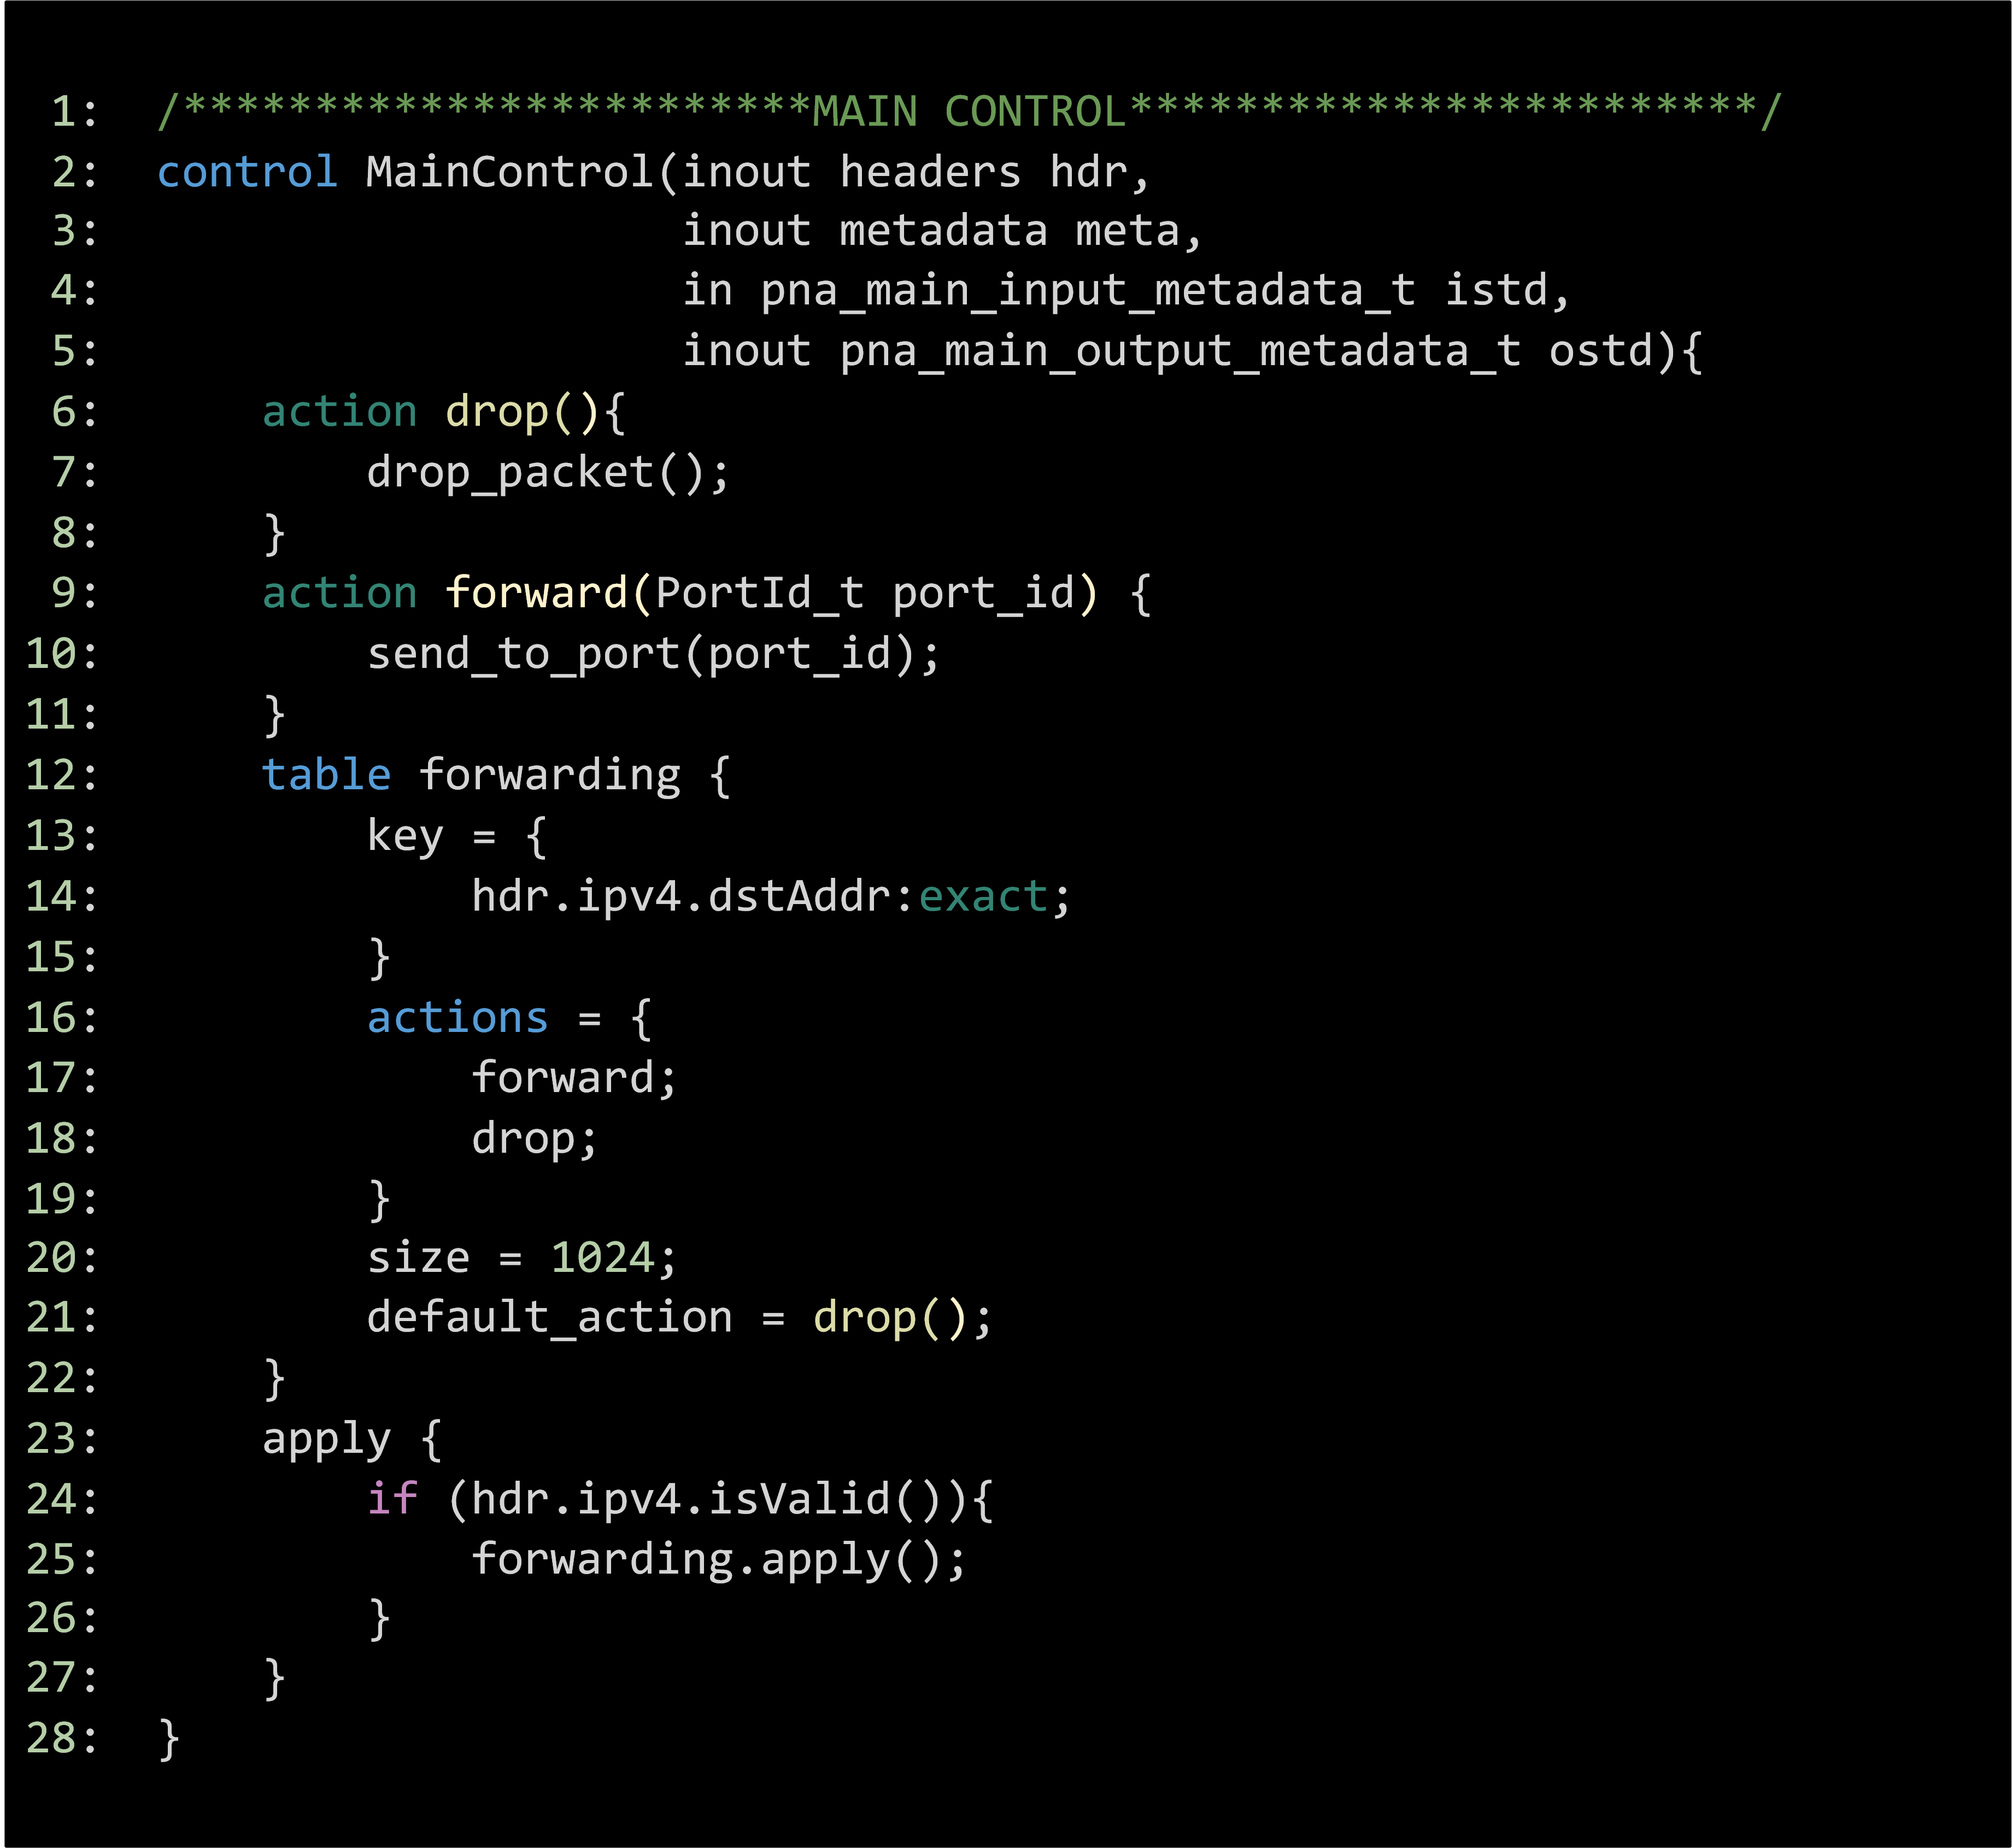 1: /************************MAIN CONTROL************************/
2: control MainControl(inout headers hdr,
3: inout metadata meta,
4: in pna_main_input_metadata_t istd,
5: inout pna_main_output_metadata_t ostd){
6: action drop(){
7: drop_packet();
8: }
9: action forward(PortId_t port_id) {
10: send_to_port(port_id);
11: }
12: table forwarding {
13: key = {
14: hdr.ipv4.dstAddr:exact;
15: }
16: actions = {
17: forward;
18: drop;
19: }
20: size = 1024;
21: default_action = drop();
22: }
23: apply {
24: if (hdr.ipv4.isValid()){
25: forwarding.apply();
26: }
27: }
28: }